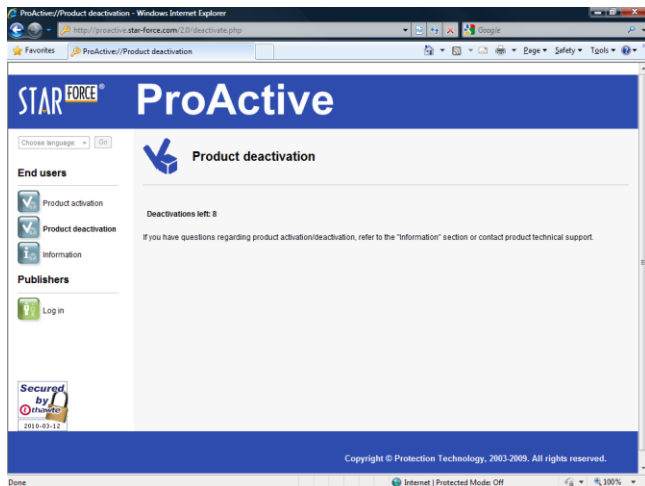 ProActive://Product deactivation - Windows Internet Explorer
http://proactive.star-force.com/2.0/deactivate.php
Google
Favorites
ProActive://Product deactivation
Page
Safety
Tools
STAR FORCE®
ProActive
Choose language:
Go
Product deactivation
End users
Product activation
Product deactivation
Information
Deactivations left: 8
If you have questions regarding product activation/deactivation, refer to the "Information" section or contact product technical support.
Publishers
Log in
Secured
by
thawte
2010-03-12
Copyright © Protection Technology, 2003-2009. All rights reserved.
Done
Internet | Protected Mode: Off
100%